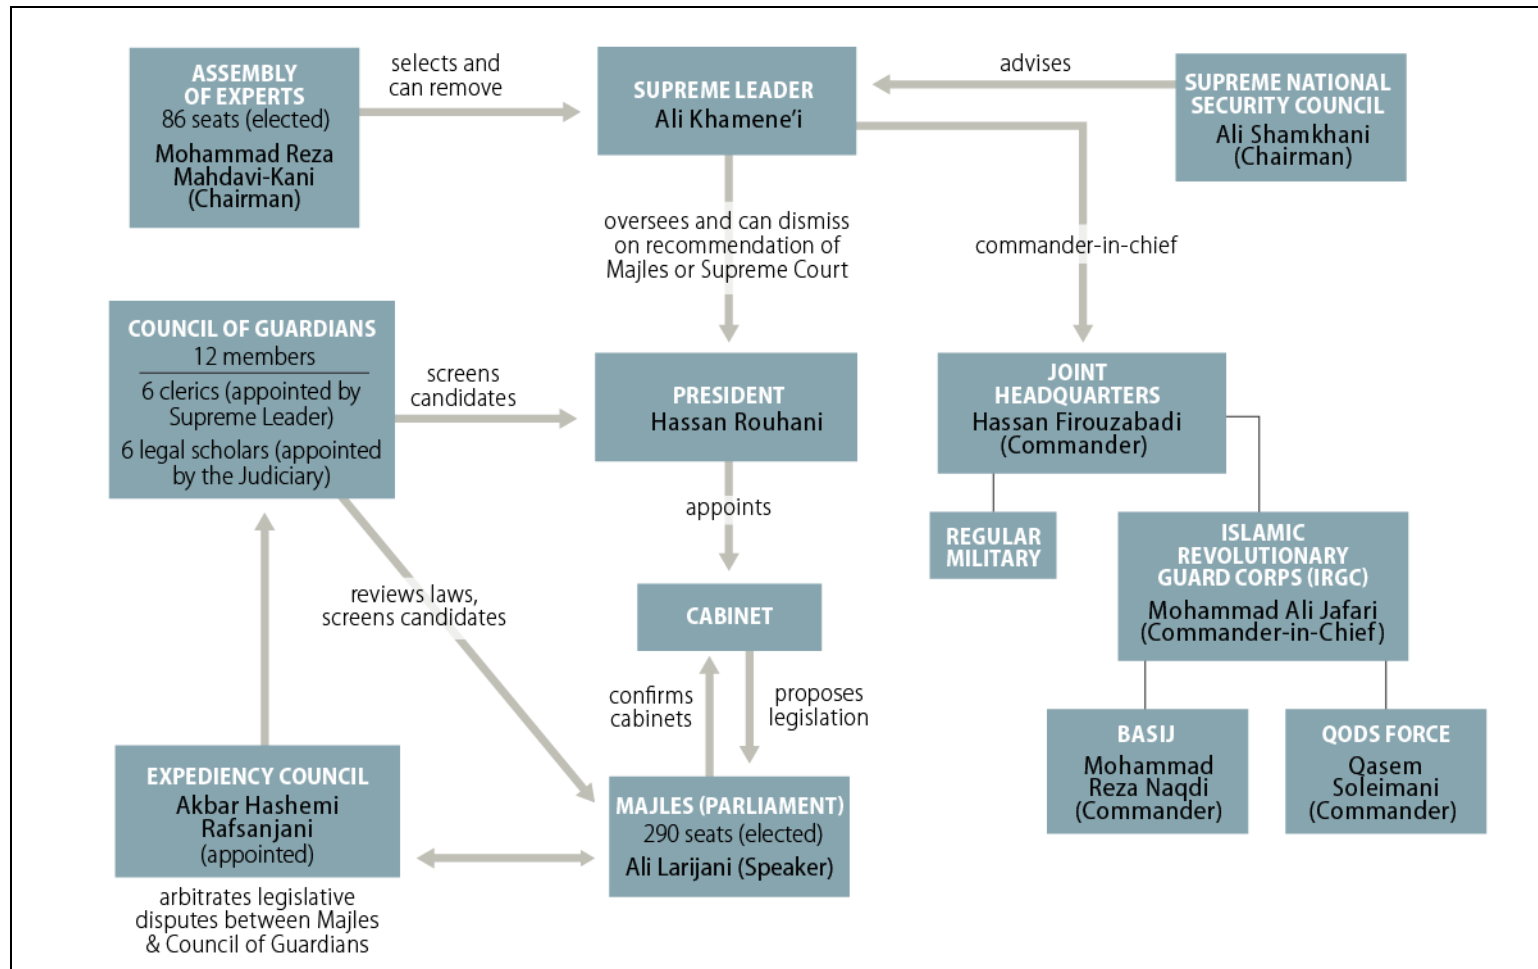 ASSEMBLY
OF EXPERTS
86 seats (elected)
Mohammad Reza
Mahdavi-Kani
(Chairman)
selects and
can remove
SUPREME LEADER
Ali Khamene’i
advises
SUPREME NATIONAL
SECURITY COUNCIL
Ali Shamkhani
(Chairman)
oversees and can dismiss
on recommendation of
Majles or Supreme Court
commander-in-chief
COUNCIL OF GUARDIANS
12 members
6 clerics (appointed by
Supreme Leader)
6 legal scholars (appointed
by the Judiciary)
screens
candidates
PRESIDENT
Hassan Rouhani
JOINT
HEADQUARTERS
Hassan Firouzabadi
(Commander)
appoints
REGULAR
MILITARY
ISLAMIC
REVOLUTIONARY
GUARD CORPS (IRGC)
Mohammad Ali Jafari
(Commander-in-Chief)
reviews laws,
screens candidates
CABINET
confirms
cabinets
proposes
legislation
BASIJ
Mohammad
Reza Naqdi
(Commander)
QODS FORCE
Qasem
Soleimani
(Commander)
EXPEDIENCY COUNCIL
Akbar Hashemi
Rafsanjani
(appointed)
MAJLES (PARLIAMENT)
290 seats (elected)
Ali Larijani (Speaker)
arbitrates legislative
disputes between Majles
& Council of Guardians